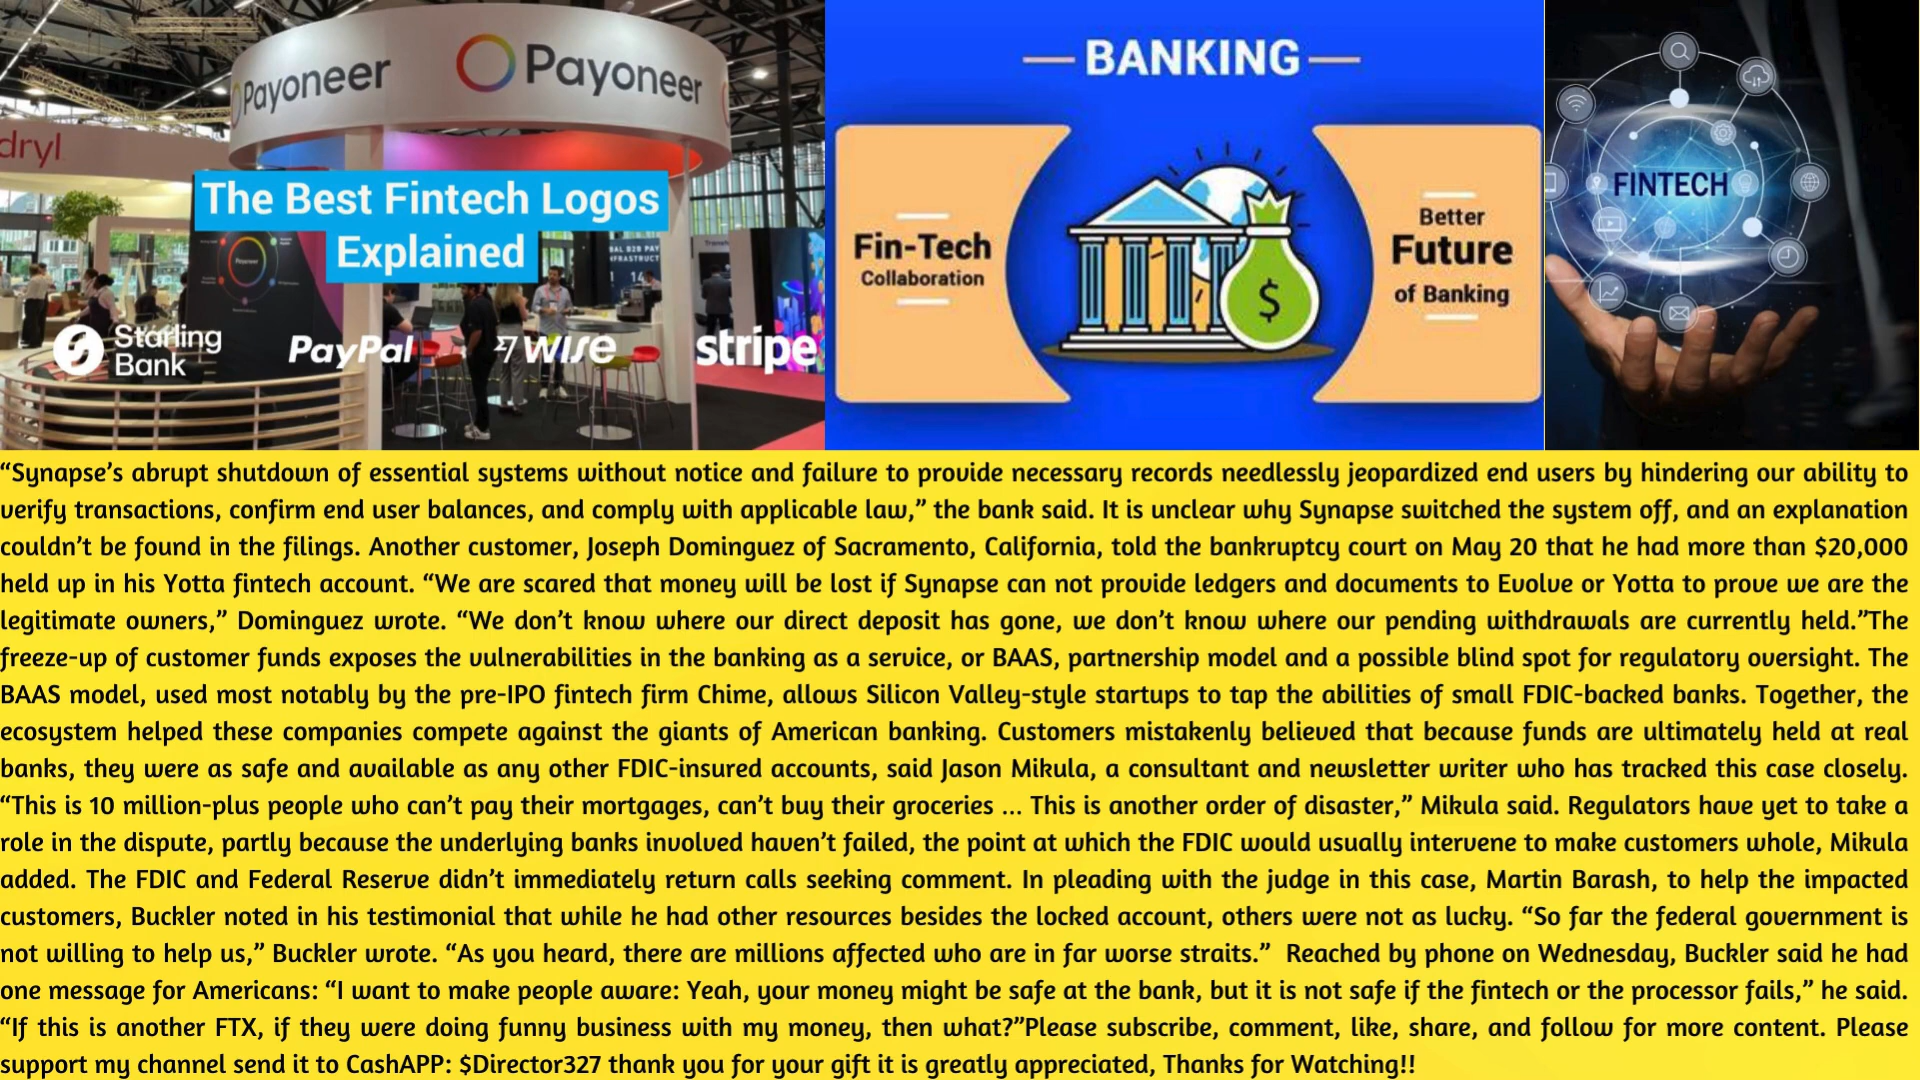 Payoneer
Payoneer
dryl
The Best Fintech Logos
Explained
Payoneer
BAL B2B PAY
Starling
Bank
PayPal
WISE
stripe
BANKING
Fin-Tech
Collaboration
$
Better
Future
of Banking
FINTECH
“Synapse’s abrupt shutdown of essential systems without notice and failure to provide necessary records needlessly jeopardized end users by hindering our ability to
verify transactions, confirm end user balances, and comply with applicable law,” the bank said. It is unclear why Synapse switched the system off, and an explanation
couldn’t be found in the filings. Another customer, Joseph Dominguez of Sacramento, California, told the bankruptcy court on May 20 that he had more than $20,000
held up in his Yotta fintech account. “We are scared that money will be lost if Synapse can not provide ledgers and documents to Evolve or Yotta to prove we are the
legitimate owners,” Dominguez wrote. “We don’t know where our direct deposit has gone, we don’t know where our pending withdrawals are currently held.”The
freeze-up of customer funds exposes the vulnerabilities in the banking as a service, or BAAS, partnership model and a possible blind spot for regulatory oversight. The
BAAS model, used most notably by the pre-IPO fintech firm Chime, allows Silicon Valley-style startups to tap the abilities of small FDIC-backed banks. Together, the
ecosystem helped these companies compete against the giants of American banking. Customers mistakenly believed that because funds are ultimately held at real
banks, they were as safe and available as any other FDIC-insured accounts, said Jason Mikula, a consultant and newsletter writer who has tracked this case closely.
“This is 10 million-plus people who can’t pay their mortgages, can’t buy their groceries … This is another order of disaster,” Mikula said. Regulators have yet to take a
role in the dispute, partly because the underlying banks involved haven’t failed, the point at which the FDIC would usually intervene to make customers whole, Mikula
added. The FDIC and Federal Reserve didn’t immediately return calls seeking comment. In pleading with the judge in this case, Martin Barash, to help the impacted
customers, Buckler noted in his testimonial that while he had other resources besides the locked account, others were not as lucky. “So far the federal government is
not willing to help us,” Buckler wrote. “As you heard, there are millions affected who are in far worse straits.”  Reached by phone on Wednesday, Buckler said he had
one message for Americans: “I want to make people aware: Yeah, your money might be safe at the bank, but it is not safe if the fintech or the processor fails,” he said.
“If this is another FTX, if they were doing funny business with my money, then what?”Please subscribe, comment, like, share, and follow for more content. Please
support my channel send it to CashAPP: $Director327 thank you for your gift it is greatly appreciated, Thanks for Watching!!